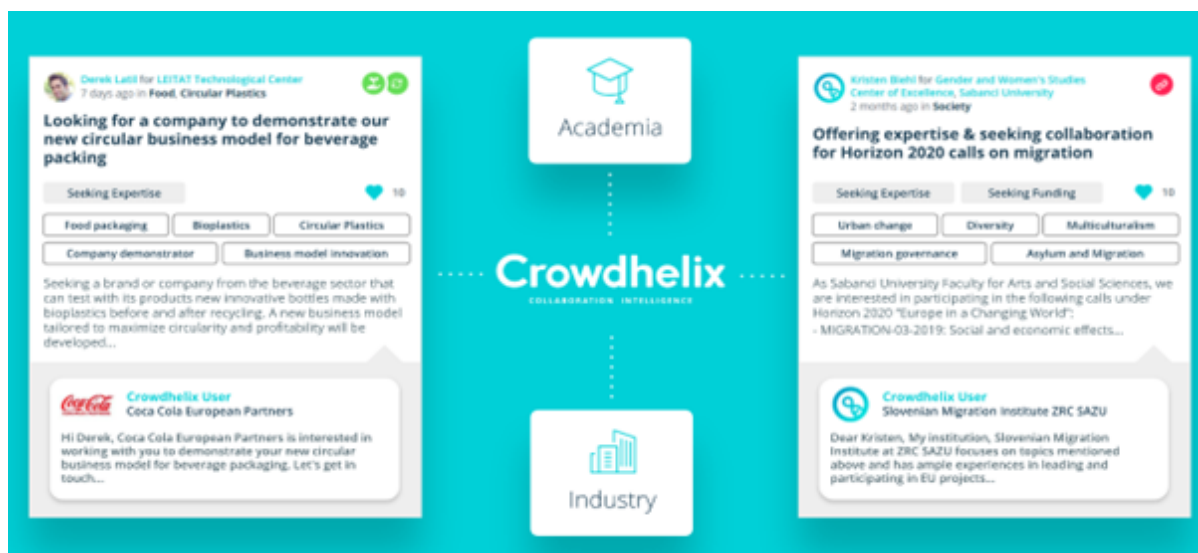 Derek Latil for LEITAT Technological Center
7 days ago in Food, Circular Plastics
Looking for a company to demonstrate our
new circular business model for beverage
packing
Seeking Expertise
10
Food packaging
Bioplastics
Circular Plastics
Company demonstrator
Business model innovation
Seeking a brand or company from the beverage sector that
can test with its products new innovative bottles made with
bioplastics before and after recycling. A new business model
tailored to maximize circularity and profitability will be
developed...
Coca Cola
Crowdhelix User
Coca Cola European Partners
Hi Derek, Coca Cola European Partners is interested in
working with you to demonstrate your new circular
business model for beverage packaging. Let's get in
touch...
Academia
Crowdhelix
COLLABORATION INTELLIGENCE
Industry
Kristen Biehl for Gender and Women's Studies
Center of Excellence, Sabanci University
2 months ago in Society
Offering expertise & seeking collaboration
for Horizon 2020 calls on migration
Seeking Expertise
Seeking Funding
10
Urban change
Diversity
Multiculturalism
Migration governance
Asylum and Migration
As Sabanci University Faculty for Arts and Social Sciences, we
are interested in participating in the following calls under
Horizon 2020 "Europe in a Changing World":
- MIGRATION-03-2019: Social and economic effects...
Crowdhelix User
Slovenian Migration Institute ZRC SAZU
Dear Kristen, My institution, Slovenian Migration
Institute at ZRC SAZU focuses on topics mentioned
above and has ample experiences in leading and
participating in EU projects...